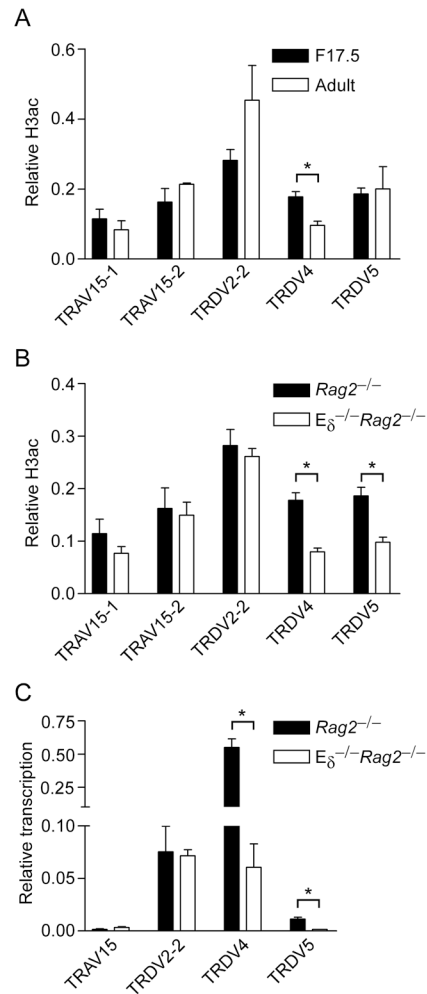 A
0.6
0.4
0.2
0.0
Relative H3ac
F17.5
Adult
*
TRAV15-1
TRAV15-2
TRDV2-2
TRDV4
TRDV5
B
0.4
0.3
0.2
0.1
0.0
Relative H3ac
Rag2–/–
Eδ–/–Rag2–/–
*
*
TRAV15-1
TRAV15-2
TRDV2-2
TRDV4
TRDV5
C
0.75
0.50
0.25
0.10
0.05
0.00
Relative transcription
Rag2–/–
Eδ–/–Rag2–/–
*
*
TRAV15
TRDV2-2
TRDV4
TRDV5